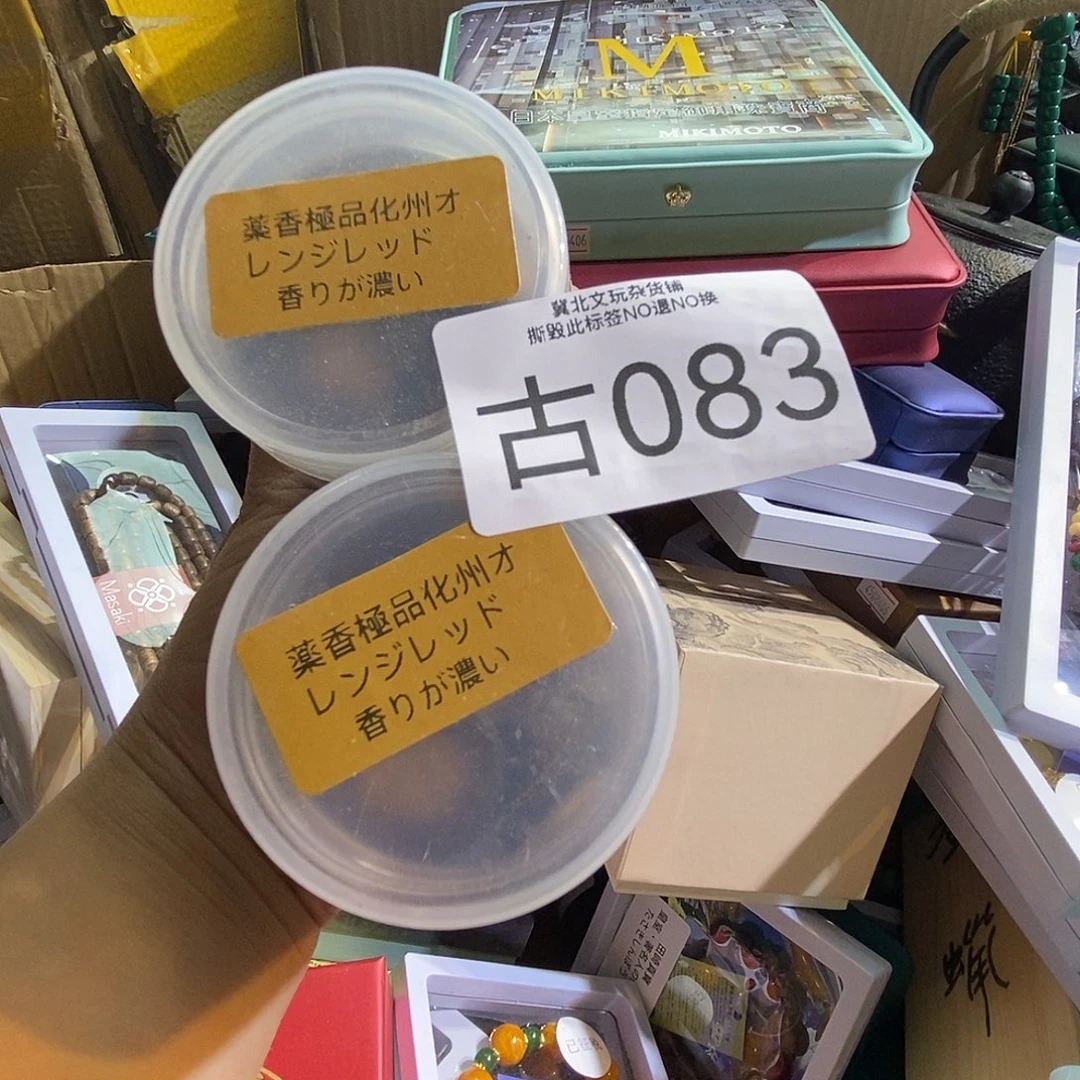 M
MIKIMOTO
MIKIMOTO
406
薬香極品化州オ
レンジレッド
香りが濃い
冀北文玩杂货铺
撕毁此标签NO退NO换
古083
薬香極品化州オ
レンジレッド
香りが濃い
Masaki
蝋